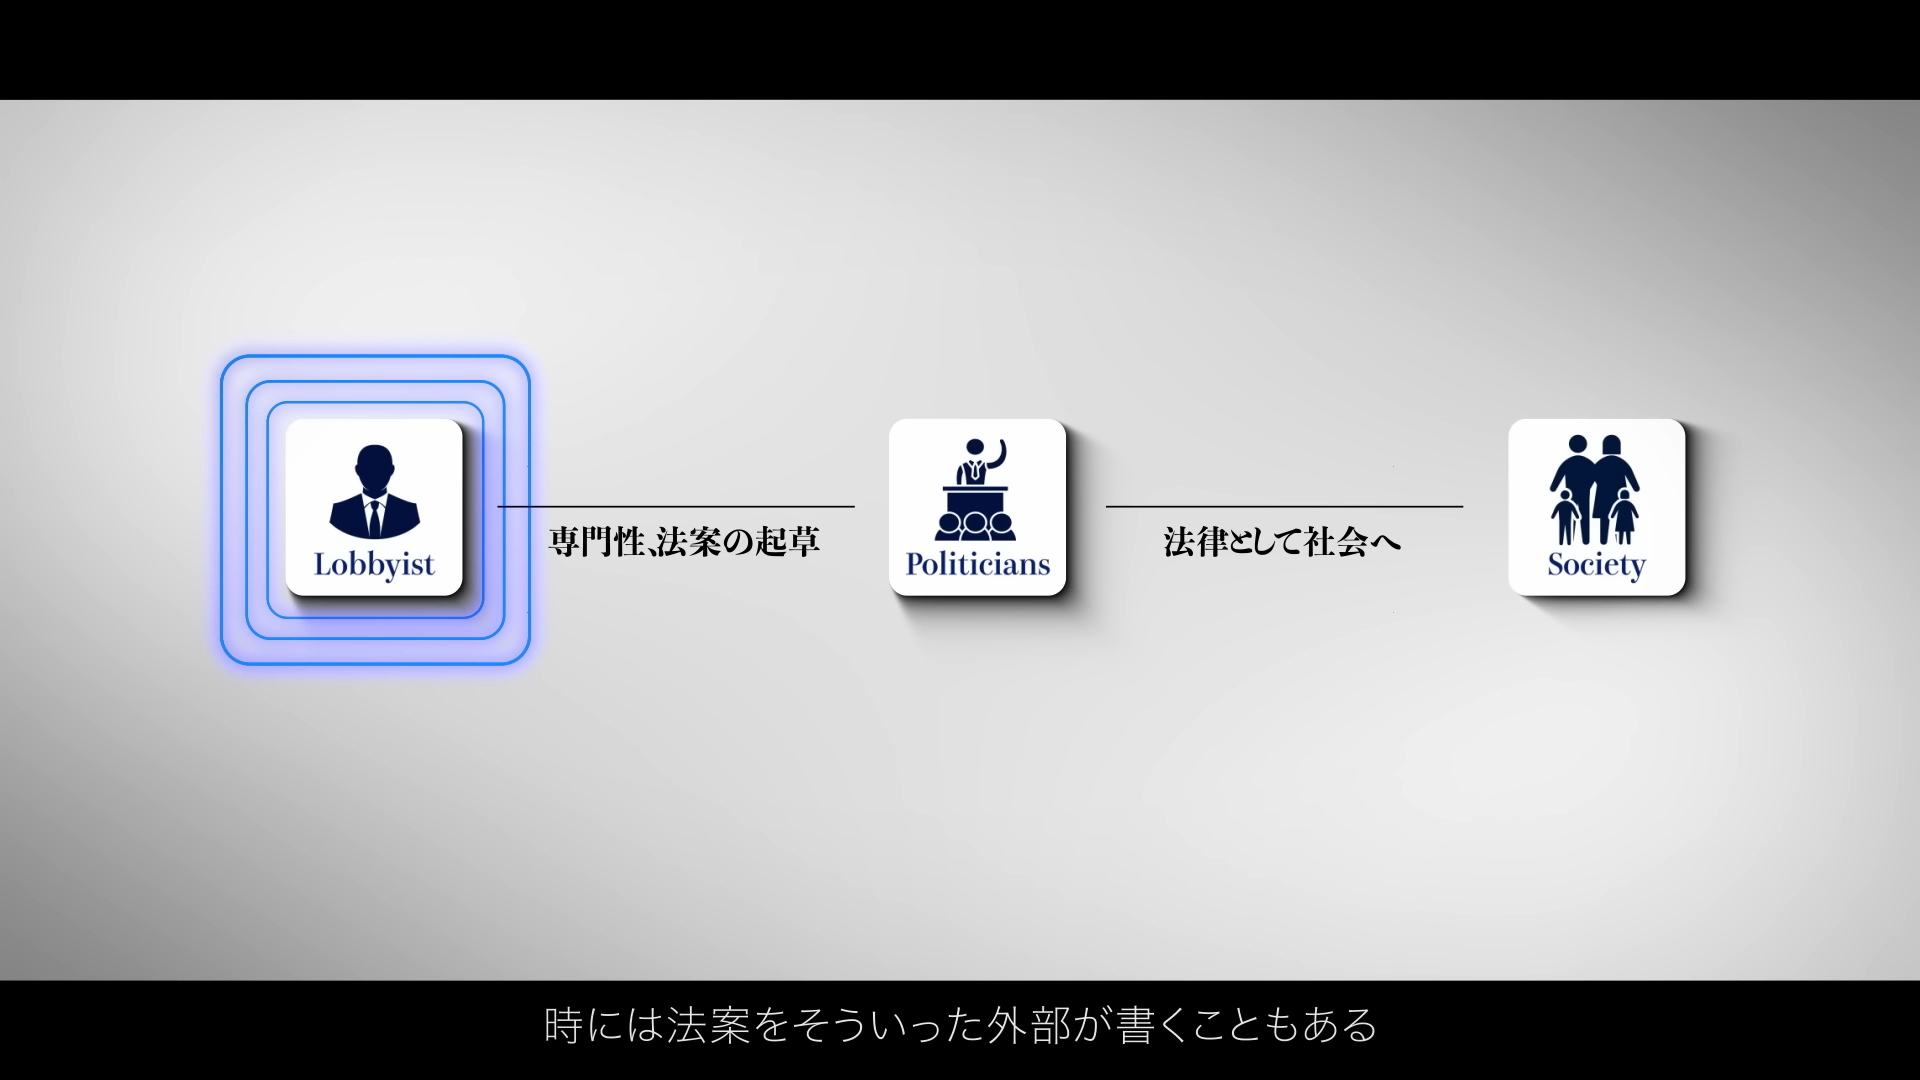 Lobbyist
専門性、法案の起草
Politicians
法律として社会へ
Society
時には法案をそういった外部が書くこともある